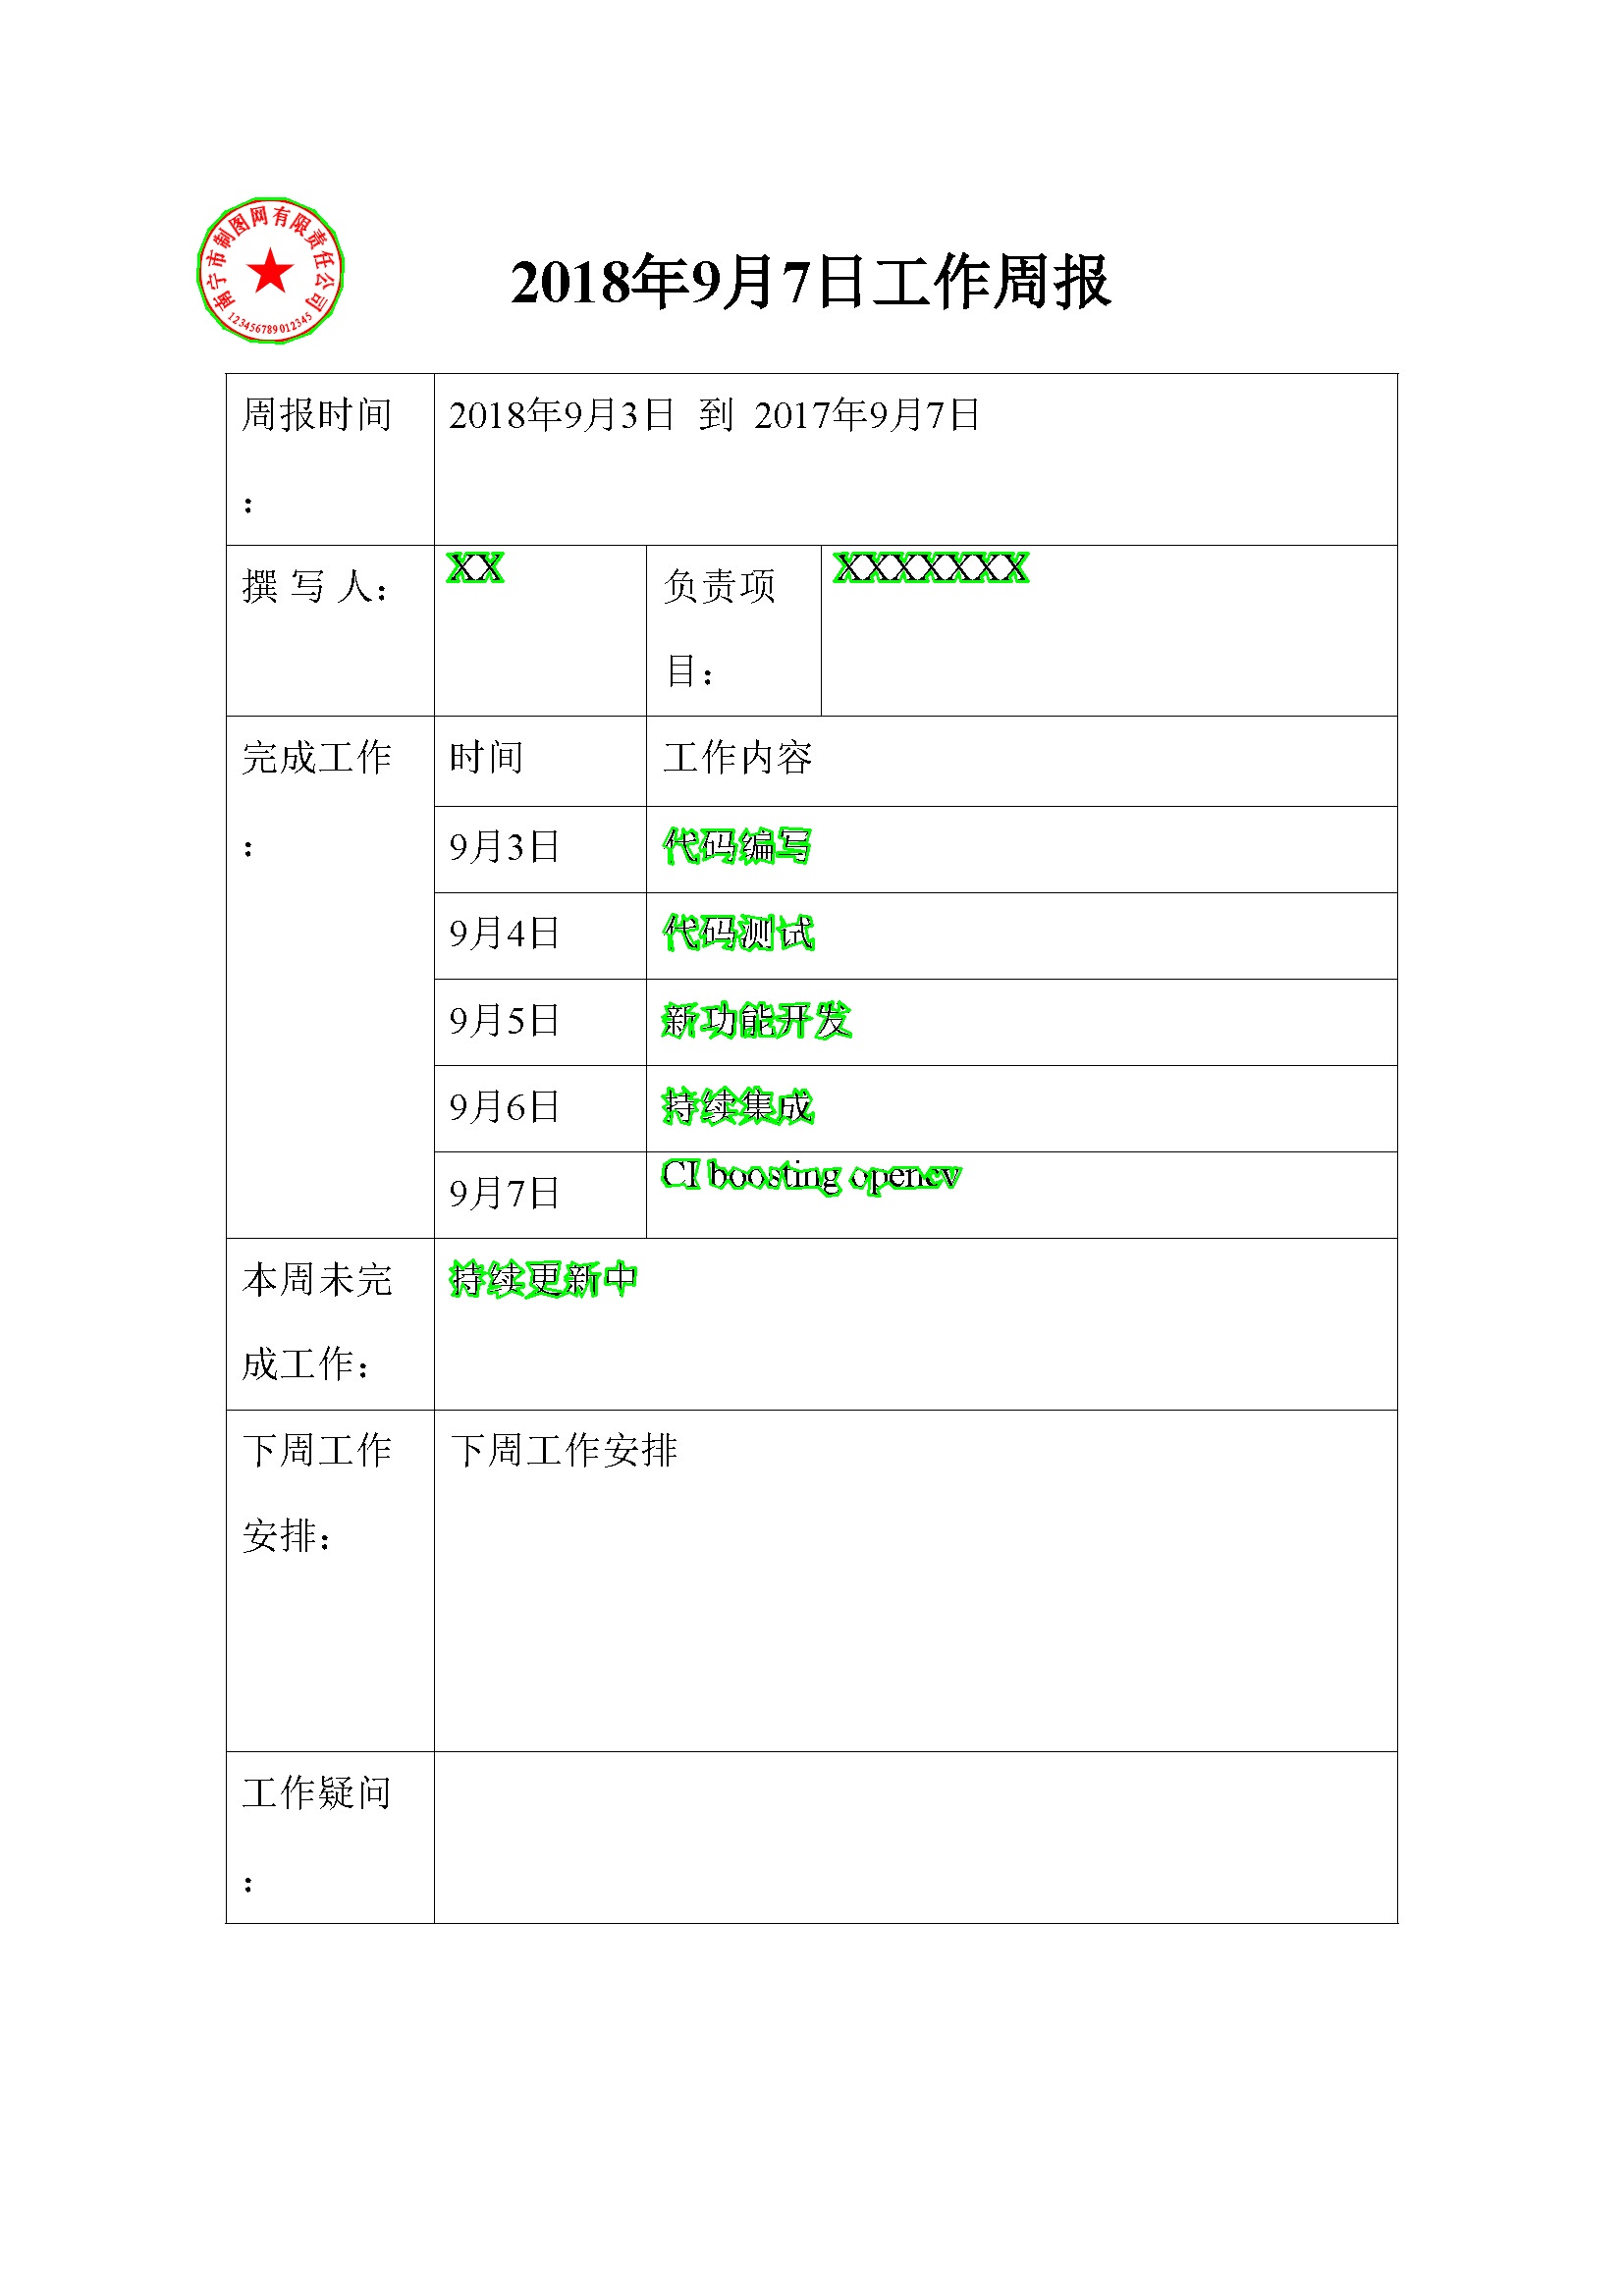 南宁市制图网有限责任公司
123456789012345
2018年9月7日工作周报
周报时间
：
2018年9月3日 到 2017年9月7日
撰 写 人：
XX
负责项
目：
XXXXXXX
完成工作
：
时间
工作内容
9月3日
代码编写
9月4日
代码测试
9月5日
新功能开发
9月6日
持续集成
9月7日
CI boosting opencv
本周未完
成工作：
持续更新中
下周工作
安排：
下周工作安排
工作疑问
：